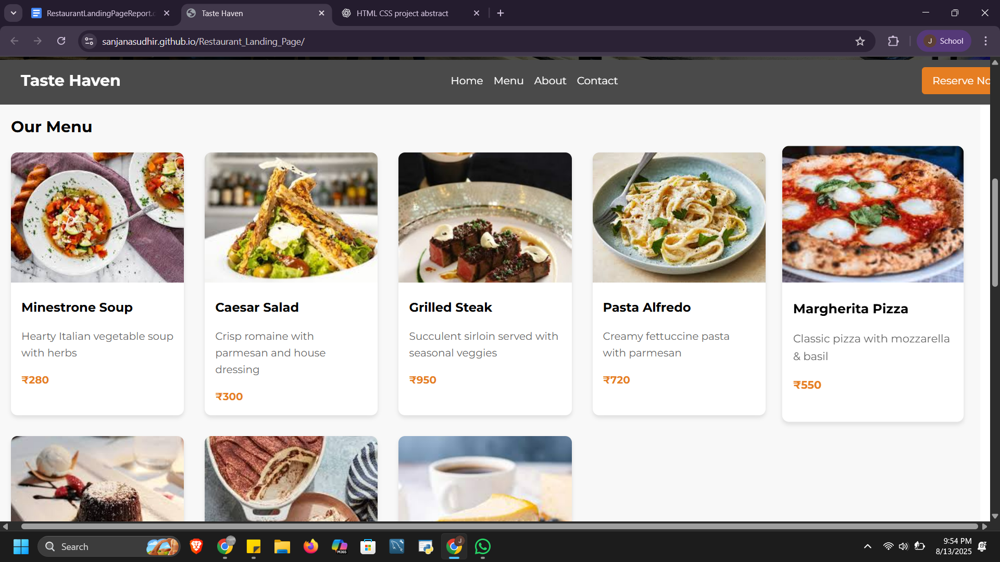 RestaurantLandingPageReport.
Taste Haven
HTML CSS project abstract
sanjanasudhir.github.io/Restaurant_Landing_Page/
J School
Taste Haven
Home Menu About Contact
Reserve No
Our Menu
Minestrone Soup
Hearty Italian vegetable soup
with herbs
₹280
Caesar Salad
Crisp romaine with
parmesan and house
dressing
₹300
Grilled Steak
Succulent sirloin served with
seasonal veggies
₹950
Pasta Alfredo
Creamy fettuccine pasta
with parmesan
₹720
Margherita Pizza
Classic pizza with mozzarella
& basil
₹550
Search
M365
J
9:54 PM
8/13/2025